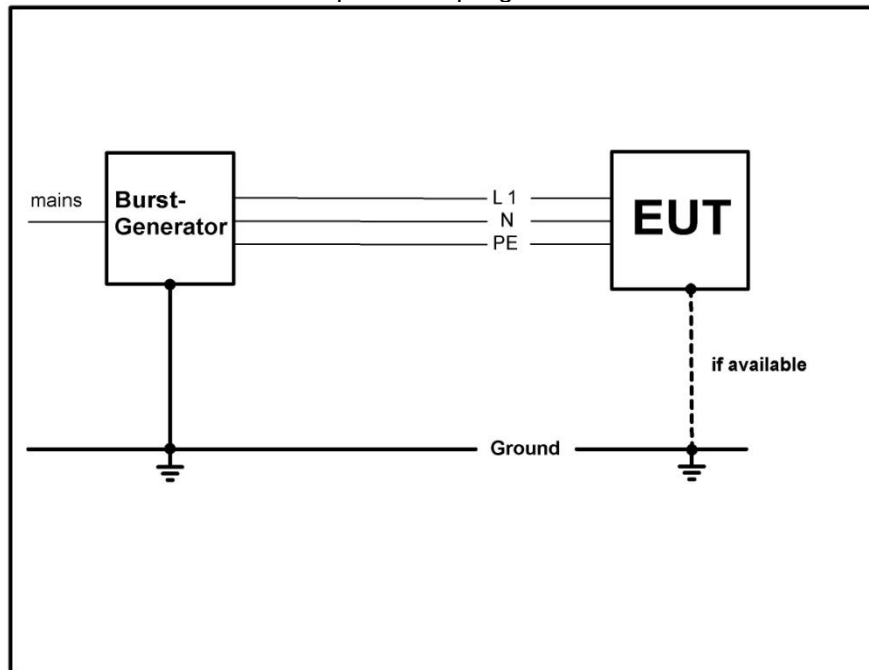 mains
Burst-
Generator
L 1
N
PE
EUT
if available
Ground